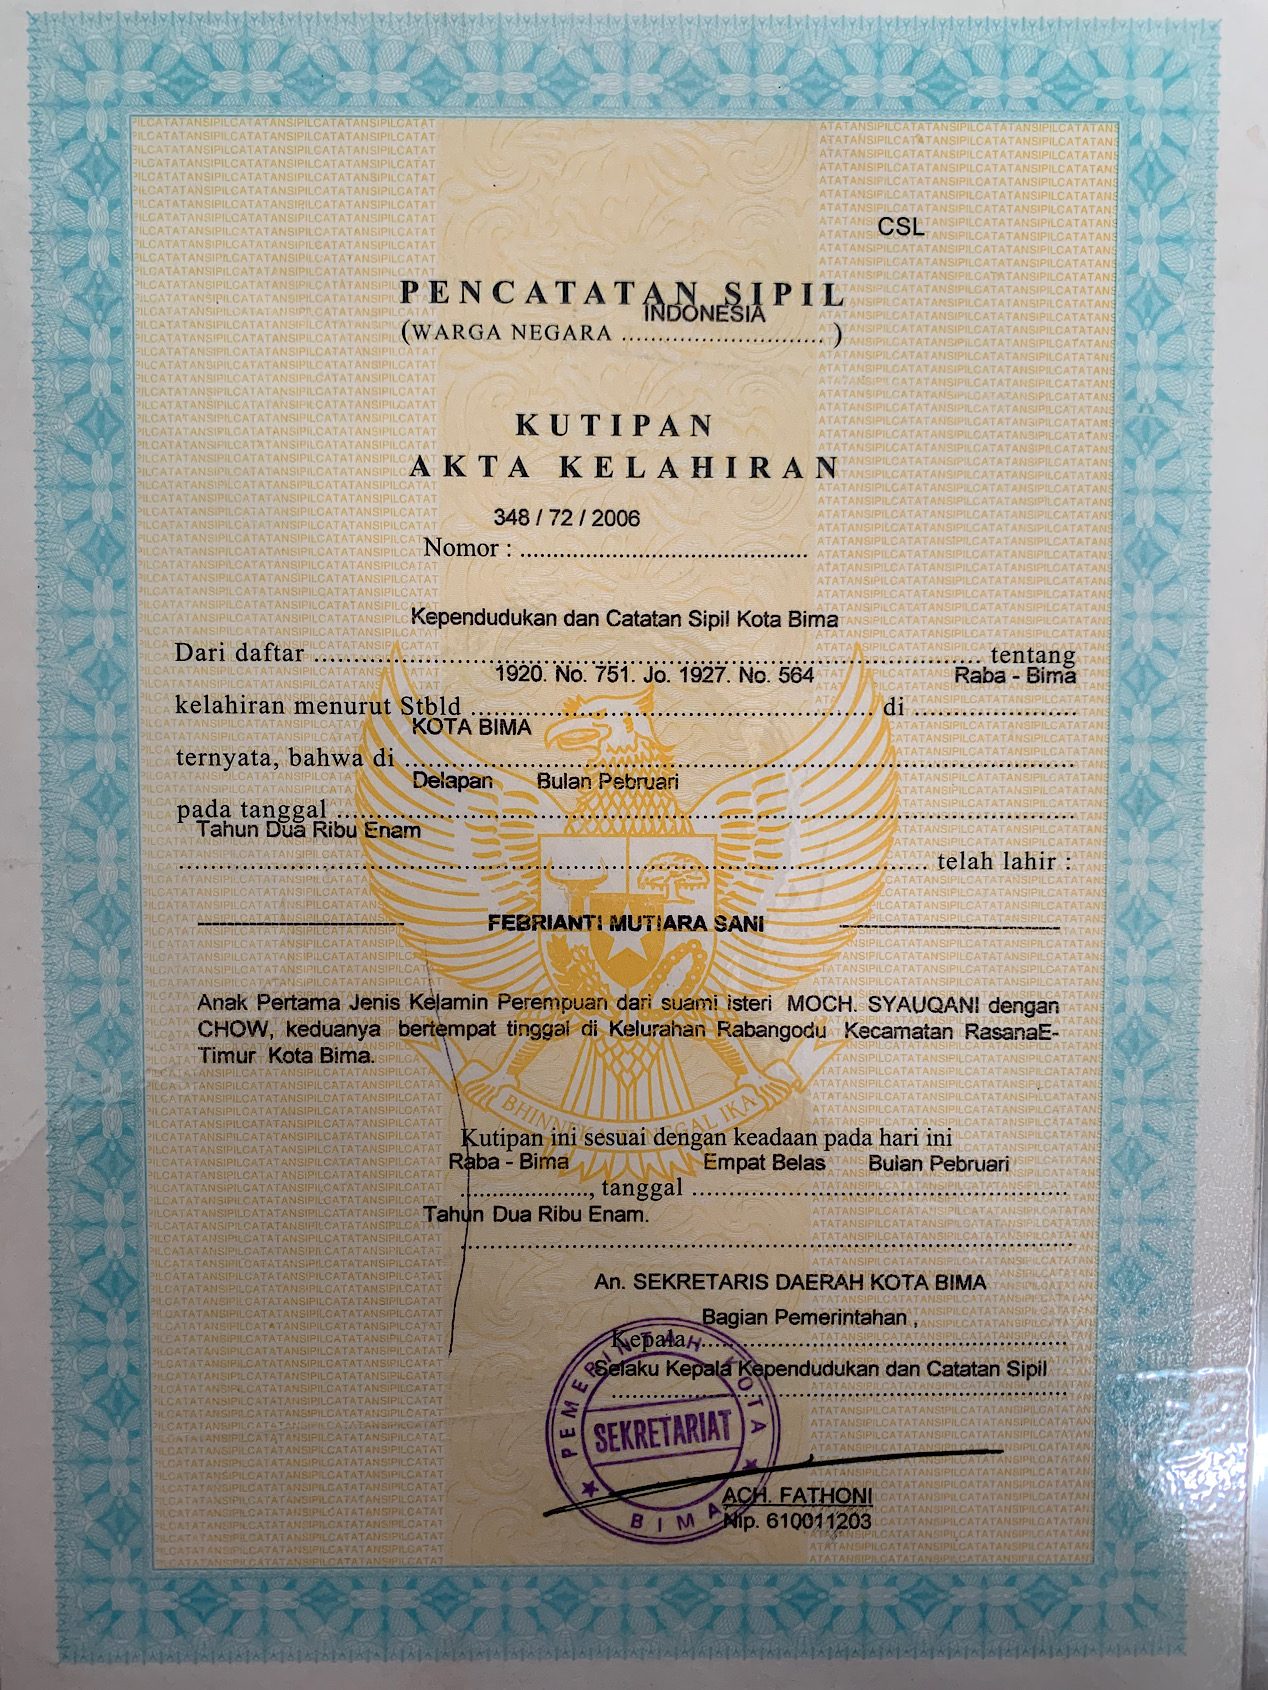 CSL
PENCATATAN SIPIL
INDONESIA
(WARGA NEGARA ............................ )
KUTIPAN
AKTA KELAHIRAN
348 / 72 / 2006
Nomor : ............................................
Kependudukan dan Catatan Sipil Kota Bima
Dari daftar ........................................ tentang
1920. No. 751. Jo. 1927. No. 564 Raba - Bima
kelahiran menurut Stbld ........................................ di ....................
KOTA BIMA
ternyata, bahwa di ........................................
Delapan Bulan Pebruari
pada tanggal ........................................
Tahun Dua Ribu Enam
........................................ telah lahir :
FEBRIANTI MUTIARA SANI
Anak Pertama Jenis Kelamin Perempuan dari suami isteri MOCH. SYAUQANI dengan
CHOW, keduanya bertempat tinggal di Kelurahan Rabangodu Kecamatan RasanaE-
Timur Kota Bima.
BHINNEKA TUNGGAL IKA
Kutipan ini sesuai dengan keadaan pada hari ini
Raba - Bima Empat Belas Bulan Pebruari
...................., tanggal ........................................
Tahun Dua Ribu Enam.
An. SEKRETARIS DAERAH KOTA BIMA
Bagian Pemerintahan ,
Kepala ........................................
Selaku Kepala Kependudukan dan Catatan Sipil
PEMERINTAH KOTA
SEKRETARIAT
BIMA
ACH. FATHONI
Nip. 610011203